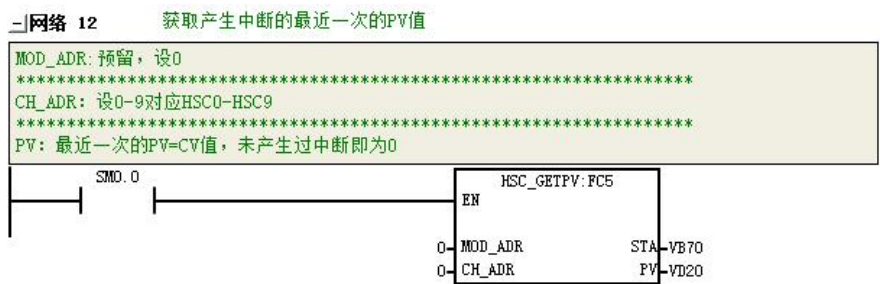 网络 12 获取产生中断的最近一次的PV值
MOD_ADR:预留，设0
*******************************************************************
CH_ADR: 设0-9对应HSC0-HSC9
*******************************************************************
PV: 最近一次的PV=CV值，未产生过中断即为0
SM0.0
HSC_GETPV:FC5
EN
0 MOD_ADR STA VB70
0 CH_ADR PV VD20